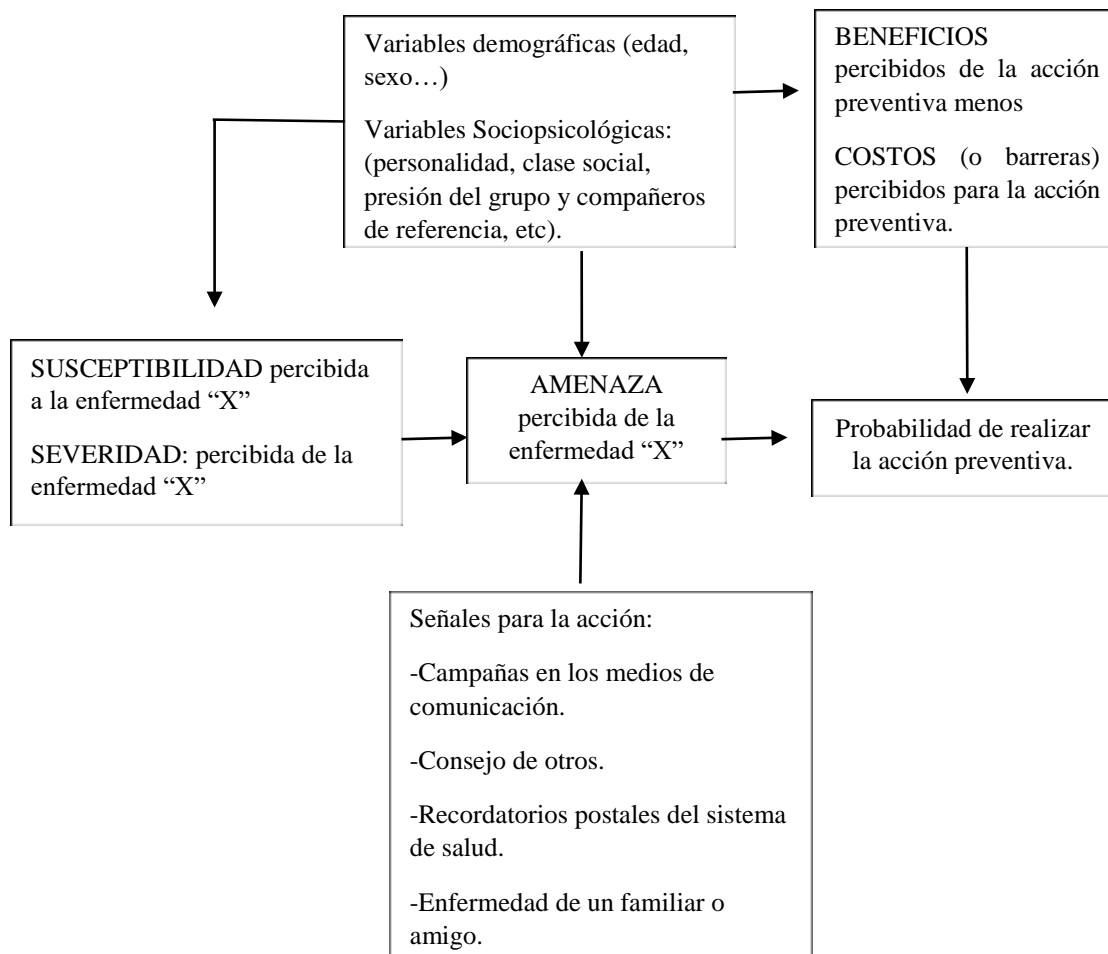 Variables demográficas (edad,
sexo…)
Variables Sociopsicológicas:
(personalidad, clase social,
presión del grupo y compañeros
de referencia, etc).
BENEFICIOS
percibidos de la acción
preventiva menos
COSTOS (o barreras)
percibidos para la acción
preventiva.
SUSCEPTIBILIDAD percibida
a la enfermedad “X”
SEVERIDAD: percibida de la
enfermedad “X”
AMENAZA
percibida de la
enfermedad “X”
Probabilidad de realizar
la acción preventiva.
Señales para la acción:
-Campañas en los medios de
comunicación.
-Consejo de otros.
-Recordatorios postales del sistema
de salud.
-Enfermedad de un familiar o
amigo.